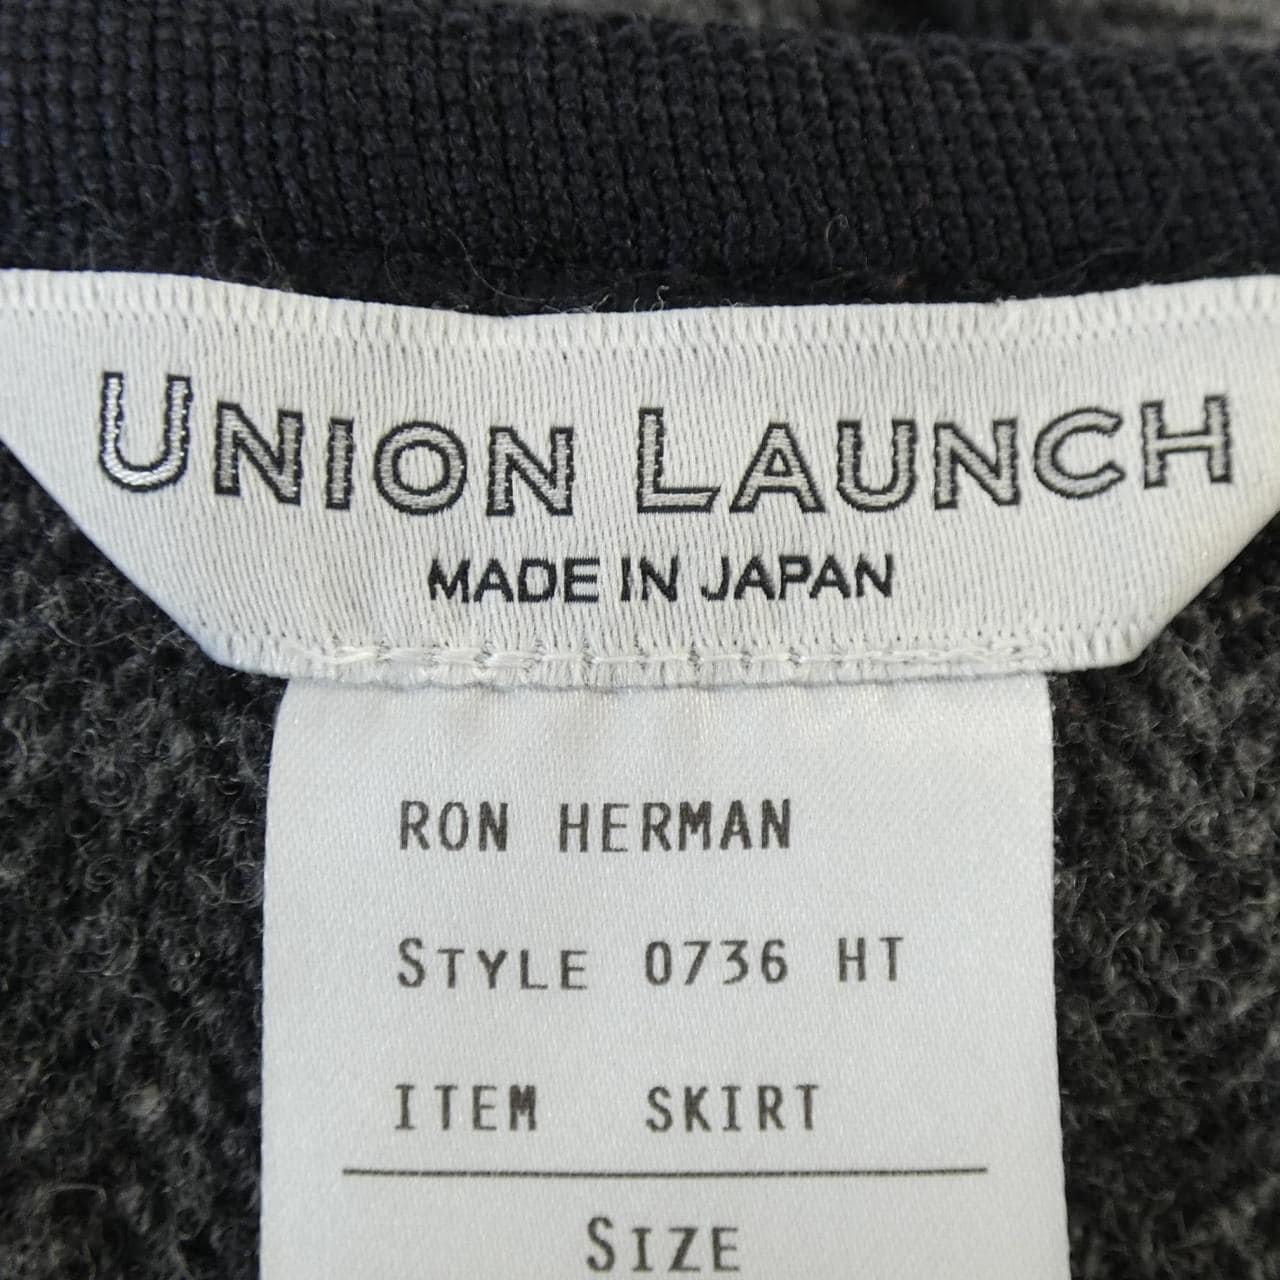 UNION LAUNCH
MADE IN JAPAN
RON HERMAN
STYLE 0736 HT
ITEM SKIRT
SIZE